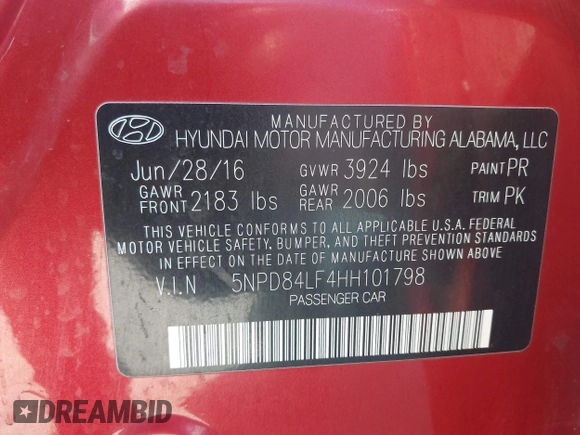 MANUFACTURED BY
HYUNDAI MOTOR MANUFACTURING ALABAMA, LLC
Jun/28/16 GVWR 3924 lbs PAINT PR
GAWR FRONT 2183 lbs GAWR REAR 2006 lbs TRIM PK
THIS VEHICLE CONFORMS TO ALL APPLICABLE U.S.A. FEDERAL
MOTOR VEHICLE SAFETY, BUMPER, AND THEFT PREVENTION STANDARDS
IN EFFECT ON THE DATE OF MANUFACTURE SHOWN ABOVE.
V.I.N 5NPD84LF4HH101798
PASSENGER CAR
DREAMBID